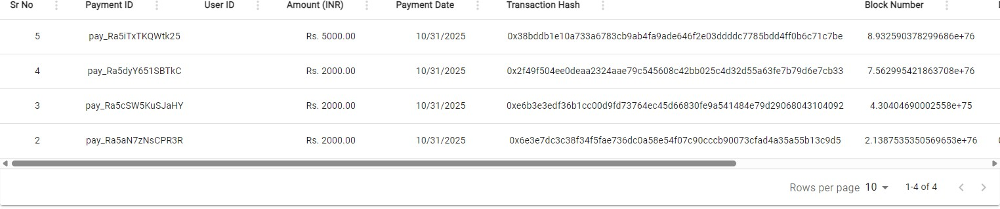 Sr No Payment ID User ID Amount (INR) Payment Date Transaction Hash Block Number
5 pay_Ra5iTxTKQWtk25 Rs. 5000.00 10/31/2025 0x38bddb1e10a733a6783cb9ab4fa9ade646f2e03ddddc7785bdd4ff0b6c71c7be 8.932590378299686e+76
4 pay_Ra5dyY651SBTkC Rs. 2000.00 10/31/2025 0x2f49f504ee0deaa2324aae79c545608c42bb025c4d32d55a63fe7b79d6e7cb33 7.562995421863708e+76
3 pay_Ra5cSW5KuSJaHY Rs. 2000.00 10/31/2025 0xe6b3e3edf36b1cc00d9fd73764ec45d66830fe9a541484e79d29068043104092 4.30404690002558e+75
2 pay_Ra5aN7zNsCPR3R Rs. 2000.00 10/31/2025 0x6e3e7dc3c38f34f5fae736dc0a58e54f07c90cccb90073cfad4a35a55b13c9d5 2.1387535350569653e+76
Rows per page 10 1-4 of 4